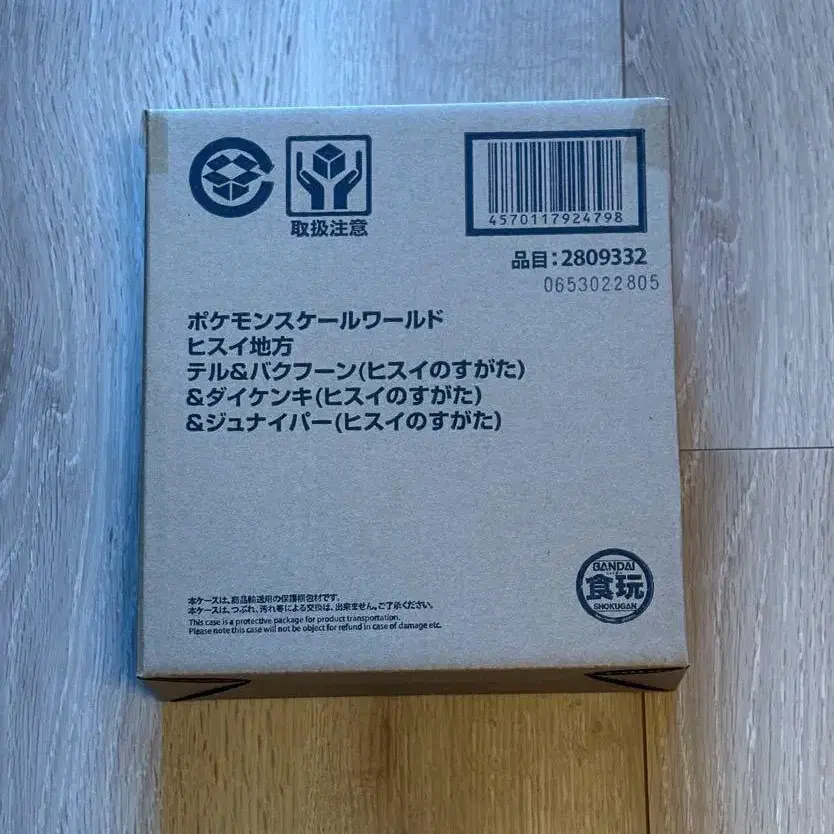 取扱注意
4570117924798
品目：2809332
0653022805
ポケモンスケールワールド
ヒスイ地方
テル&バクフーン(ヒスイのすがた)
&ダイケンキ(ヒスイのすがた)
&ジュナイパー(ヒスイのすがた)
本ケースは、商品輸送用の保護梱包材です。
本ケースは、つぶれ、汚れ等による交換は、出来ません。ご了承ください。
This case is a protective package for product transportation.
Please note this case will not be object for refund in case of damage etc.
BANDAI
食玩
SHOKUGAN